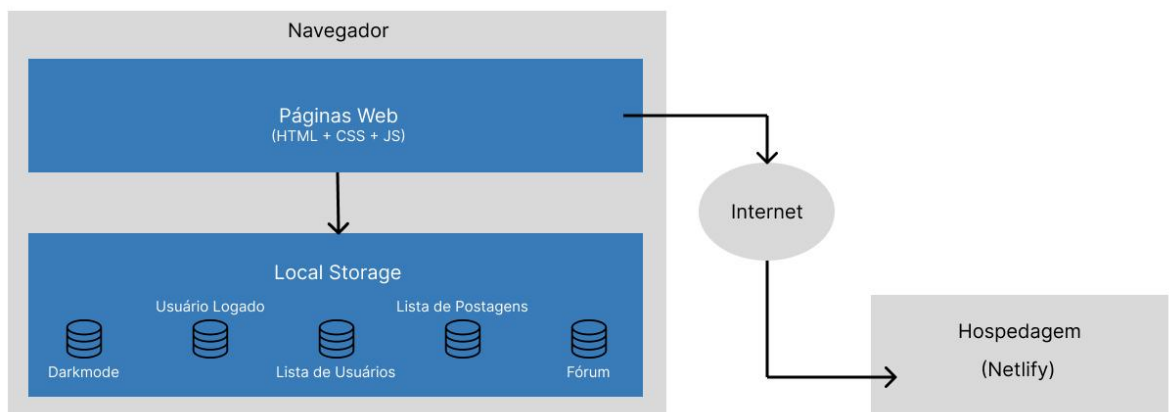 Navegador
Páginas Web
(HTML + CSS + JS)
Internet
Local Storage
Usuário Logado
Lista de Postagens
Darkmode
Lista de Usuários
Fórum
Hospedagem
(Netlify)